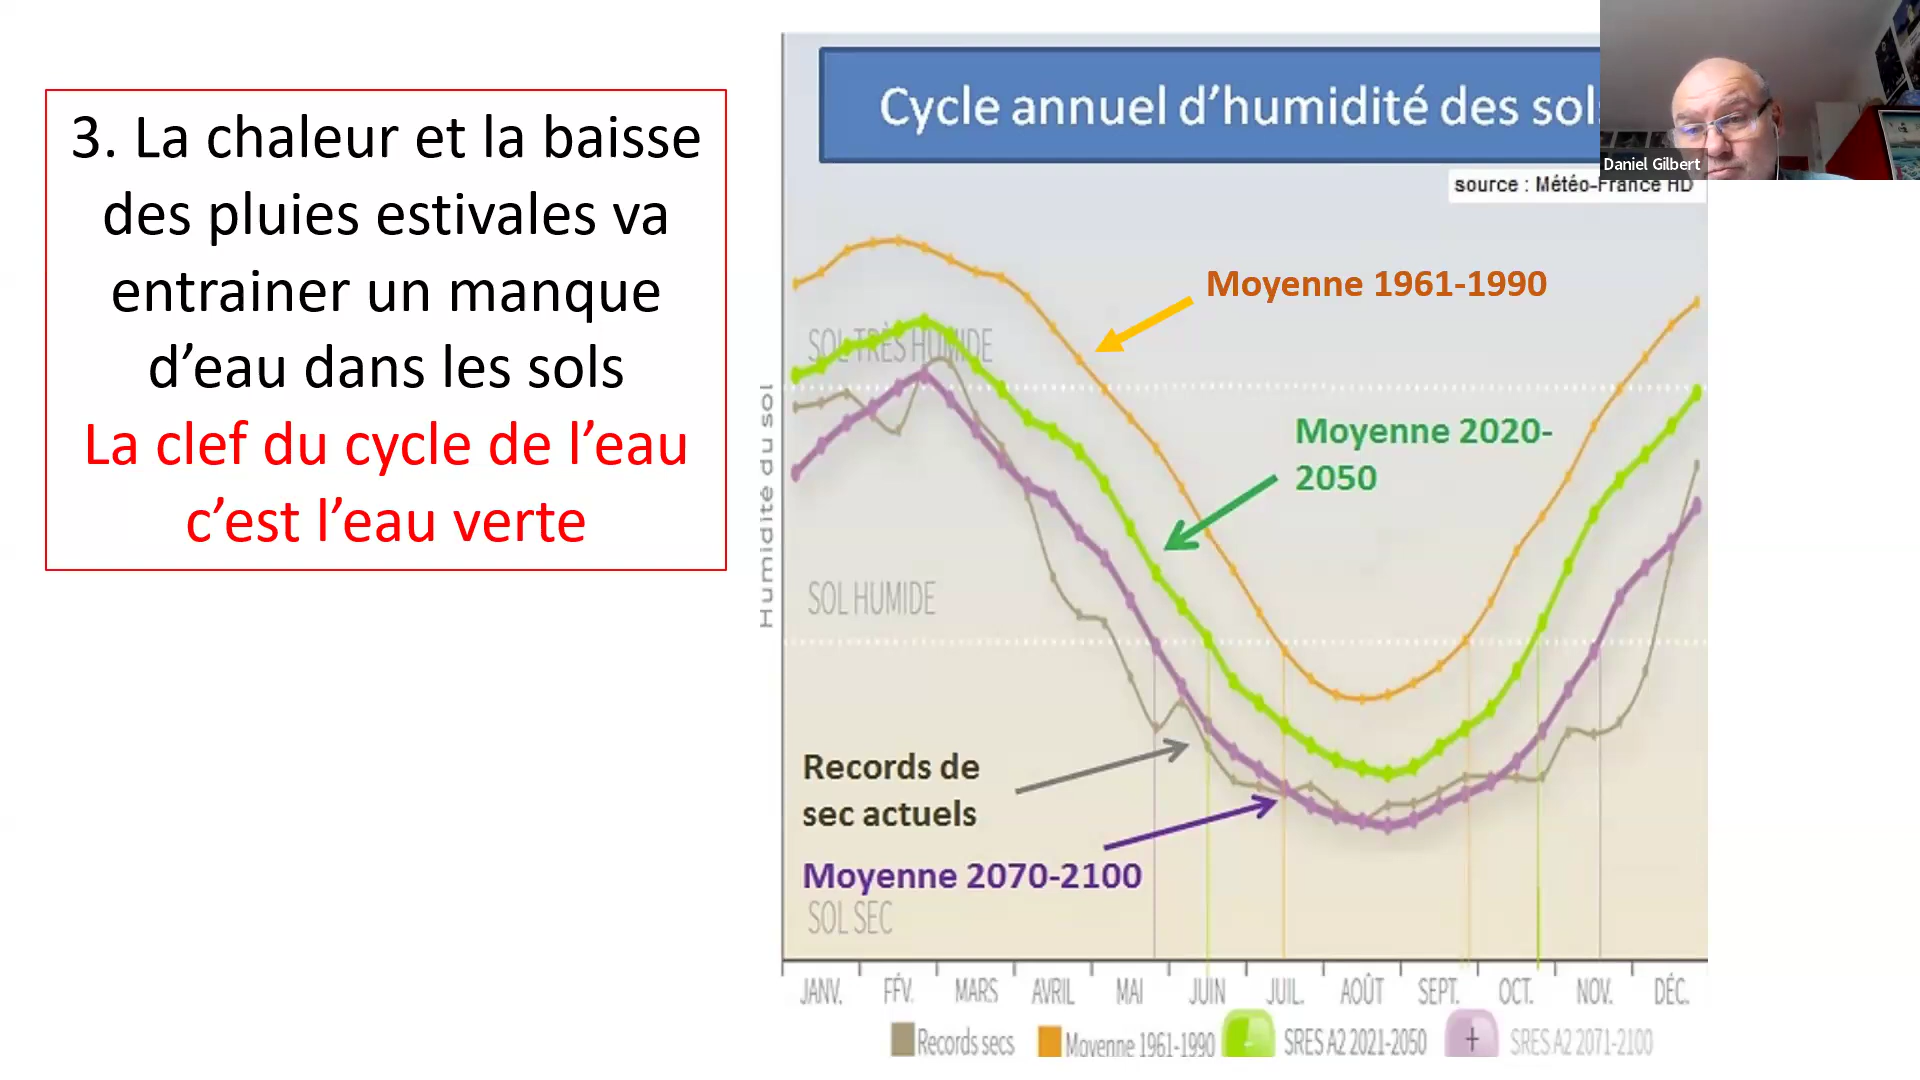 3. La chaleur et la baisse
des pluies estivales va
entrainer un manque
d’eau dans les sols
La clef du cycle de l’eau
c’est l’eau verte
Cycle annuel d’humidité des sols
Daniel Gilbert
source : Météo-France HD
Moyenne 1961-1990
SOL TRÈS HUMIDE
Moyenne 2020-
2050
Humidité du sol
SOL HUMIDE
Records de
sec actuels
Moyenne 2070-2100
SOL SEC
JANV. FÉV. MARS AVRIL MAI JUIN JUIL. AOÛT SEPT. OCT. NOV. DÉC.
Records secs Moyenne 1961-1990 - SRES A2 2021-2050 + SRES A2 2071-2100